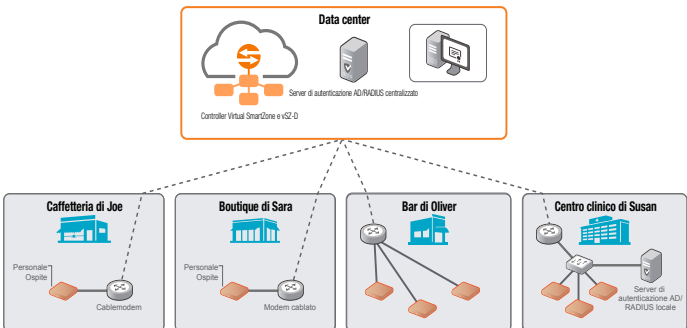 Data center
Server di autenticazione AD/RADIUS centralizzato
Controller Virtual SmartZone e vSZ-D
Caffetteria di Joe
Personale
Ospite
Cablemodem
Boutique di Sara
Personale
Ospite
Modem cablato
Bar di Oliver
Centro clinico di Susan
Server di
autenticazione AD/
RADIUS locale